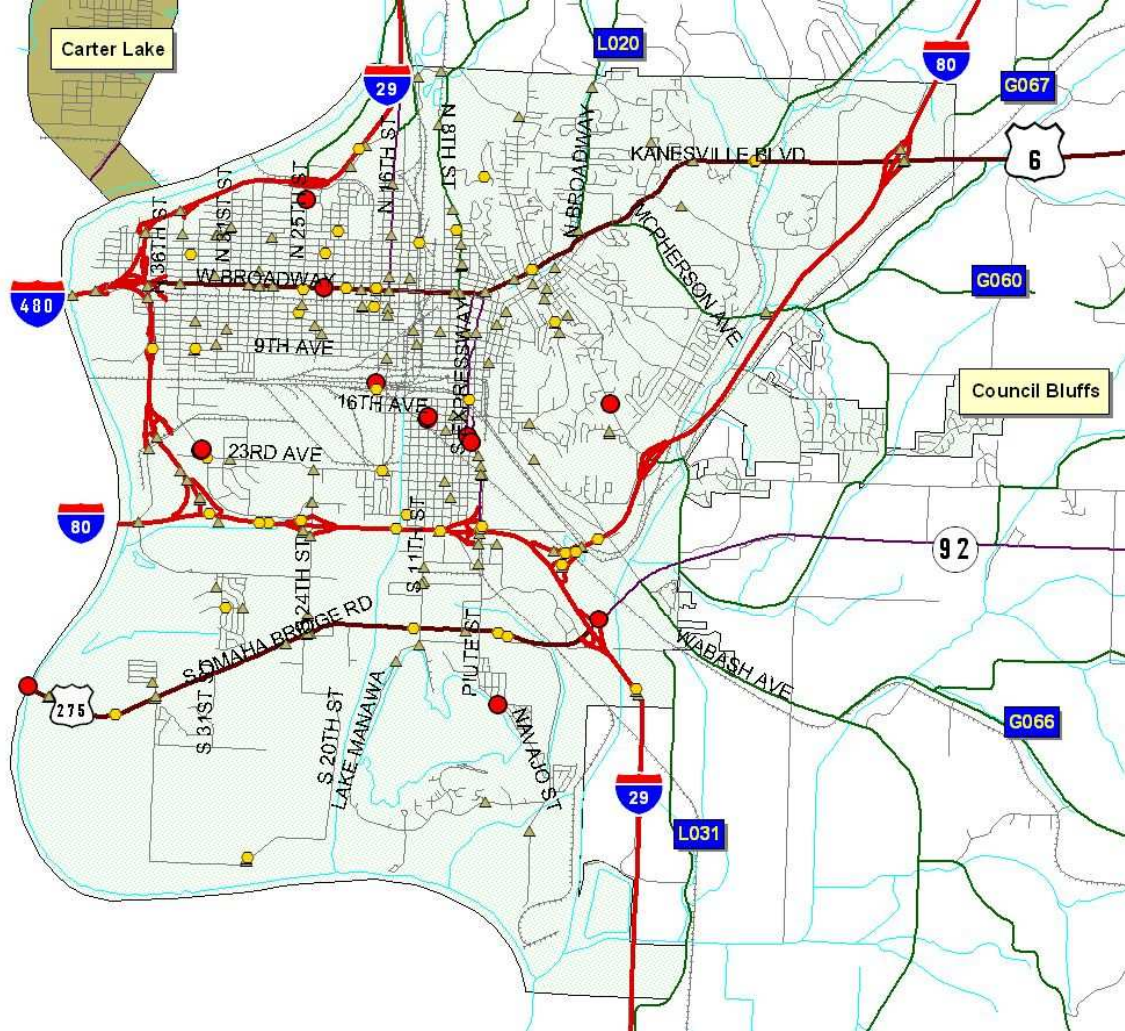 Carter Lake
L020
80
29
G067
N 8TH ST
N 16TH ST
N BROADWAY
KANESVILLE BLVD
6
N 25TH ST
N 31ST ST
N 36TH ST
MCPHERSON AVE
W BROADWAY
G060
480
S EXPRESSWAY
9TH AVE
Council Bluffs
16TH AVE
23RD AVE
80
S 11TH ST
92
S 24TH ST
S OMAHA BRIDGE RD
PIUTE ST
WABASH AVE
275
S 31ST S
S 20TH ST
LAKE MANAWA
NAVAJO ST
G066
29
L031